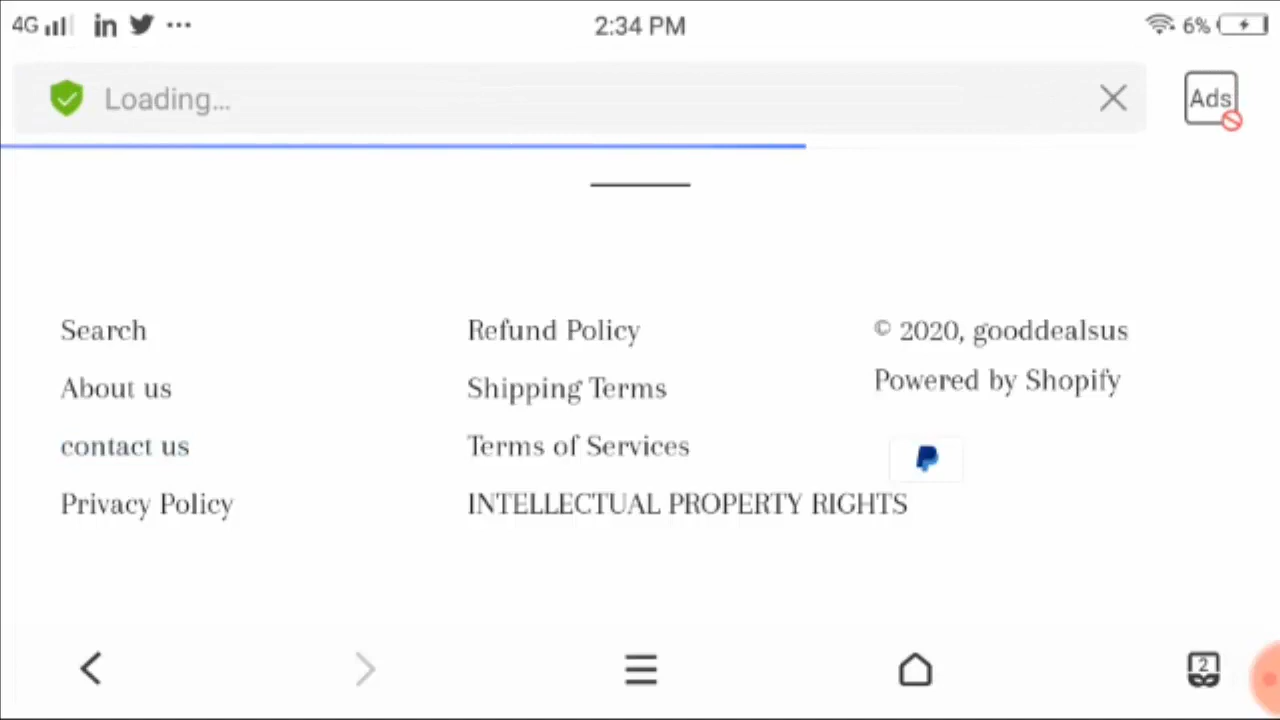 4G 2:34 PM 6%
Loading...
Ads
Search
About us
contact us
Privacy Policy
Refund Policy
Shipping Terms
Terms of Services
INTELLECTUAL PROPERTY RIGHTS
© 2020, gooddealsus
Powered by Shopify
2